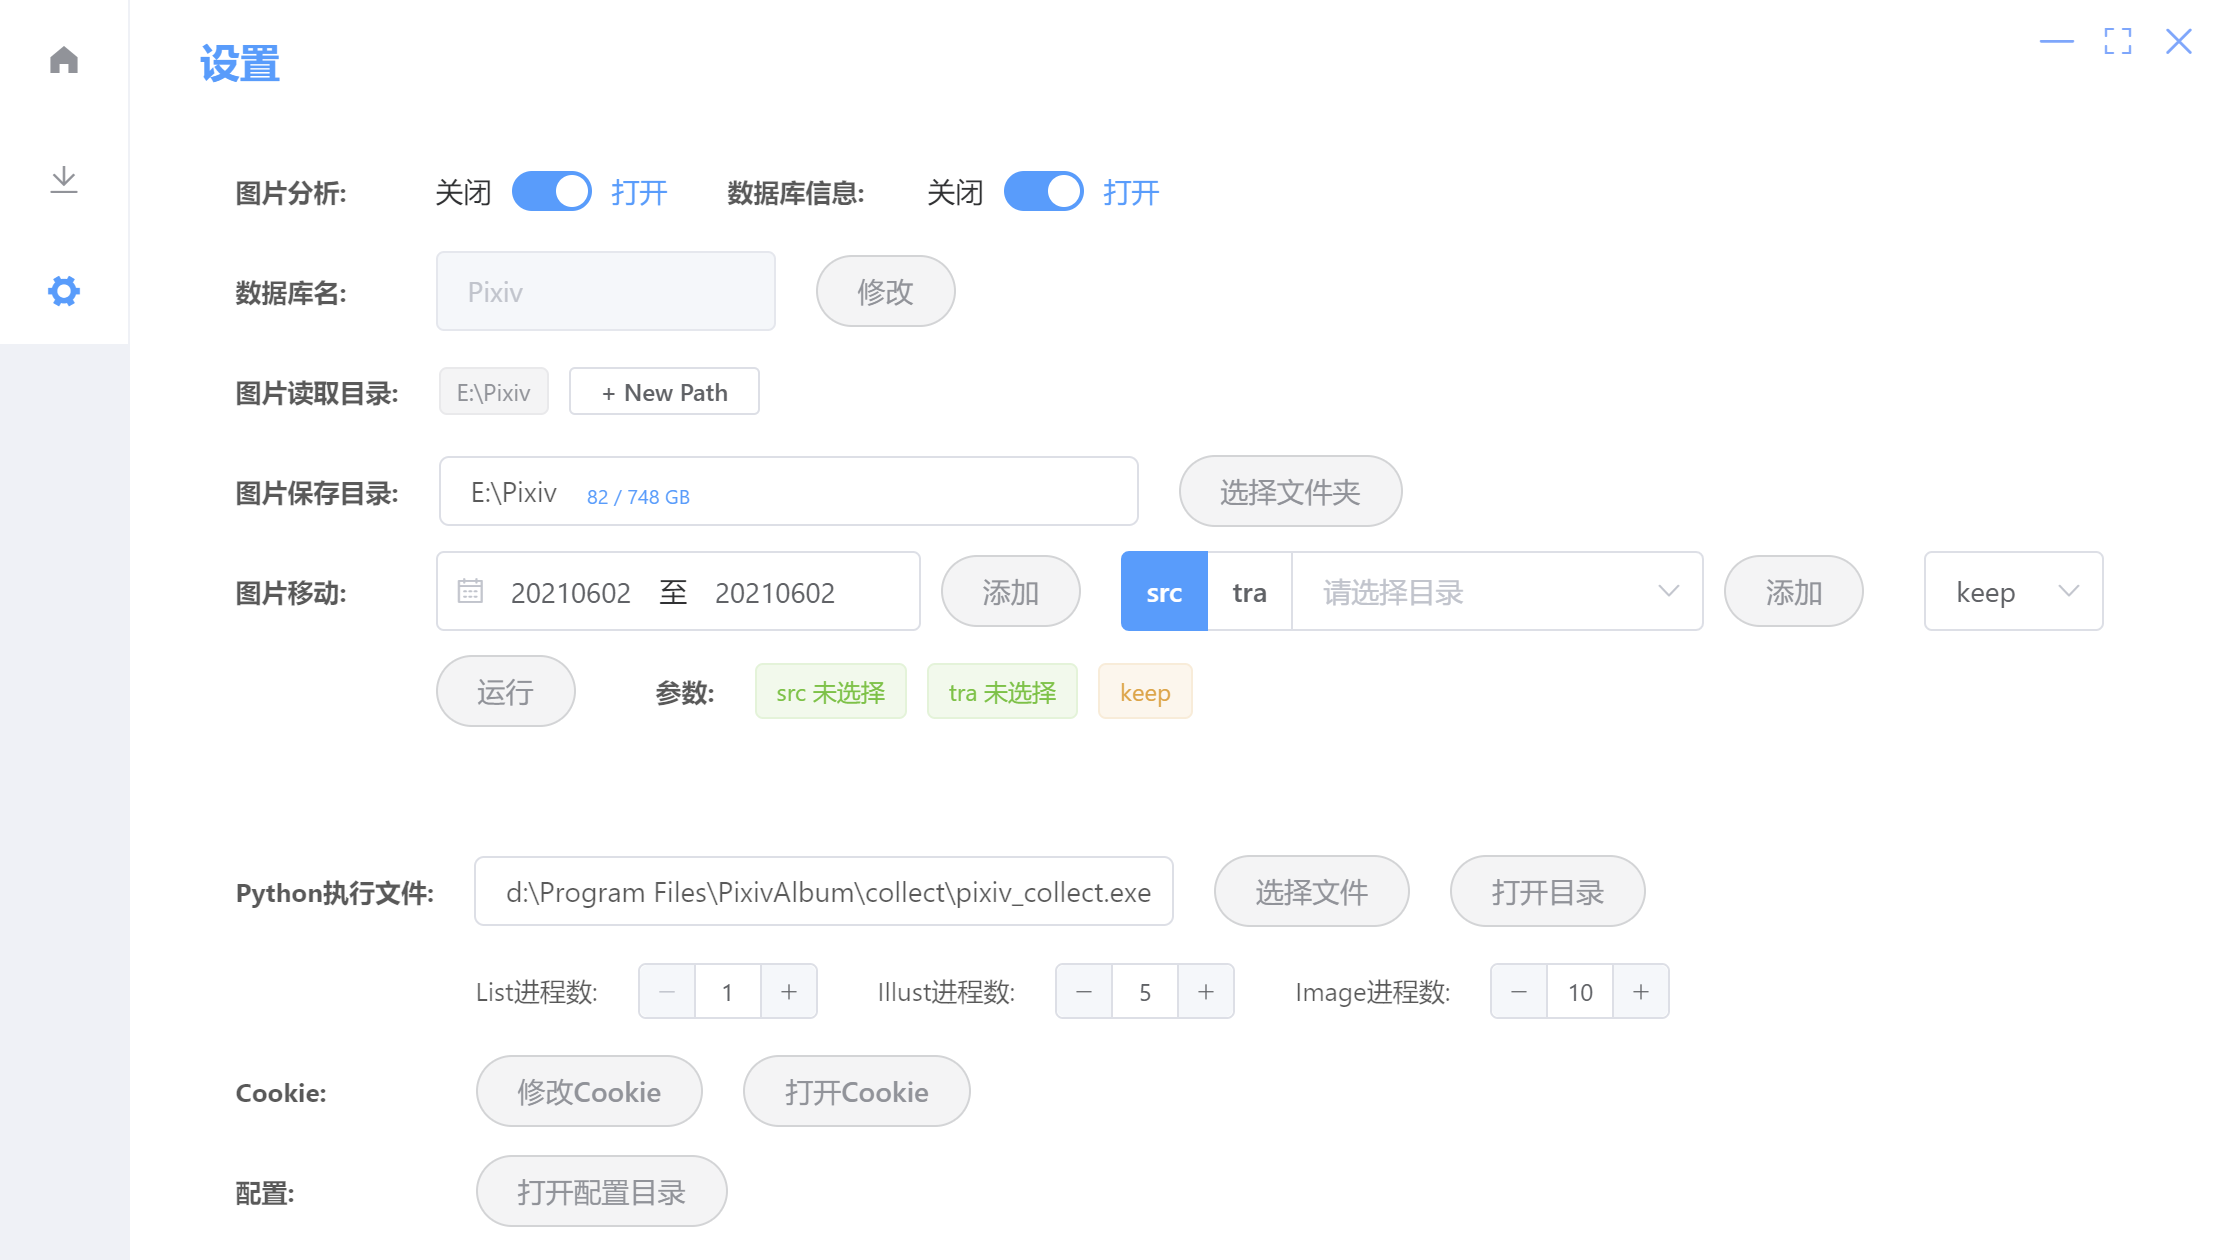 设置
图片分析: 关闭 打开 数据库信息: 关闭 打开
数据库名: Pixiv 修改
图片读取目录: E:\Pixiv + New Path
图片保存目录: E:\Pixiv 82 / 748 GB 选择文件夹
图片移动: 20210602 至 20210602 添加 src tra 请选择目录 添加 keep
运行 参数: src 未选择 tra 未选择 keep
Python执行文件: d:\Program Files\PixivAlbum\collect\pixiv_collect.exe 选择文件 打开目录
List进程数: − 1 + Illust进程数: − 5 + Image进程数: − 10 +
Cookie: 修改Cookie 打开Cookie
配置: 打开配置目录